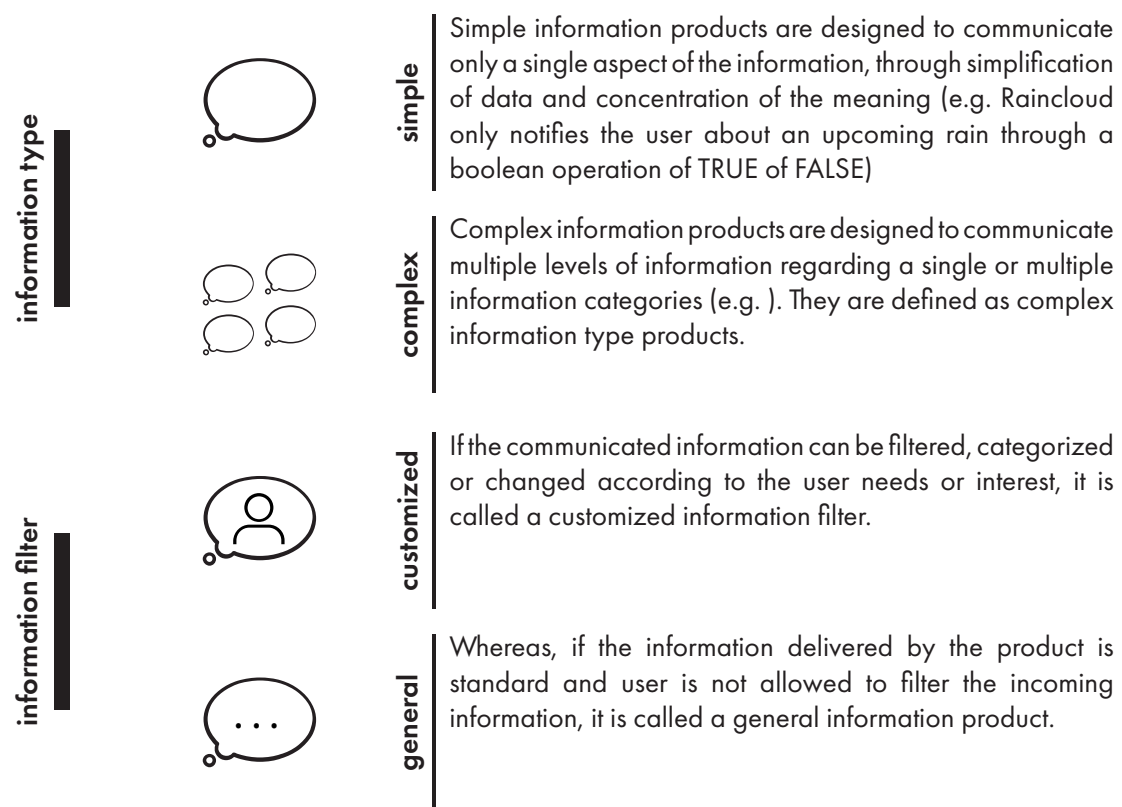 information type
simple
Simple information products are designed to communicate
only a single aspect of the information, through simplification
of data and concentration of the meaning (e.g. Raincloud
only notifies the user about an upcoming rain through a
boolean operation of TRUE of FALSE)
complex
Complex information products are designed to communicate
multiple levels of information regarding a single or multiple
information categories (e.g. ). They are defined as complex
information type products.
information filter
customized
If the communicated information can be filtered, categorized
or changed according to the user needs or interest, it is
called a customized information filter.
general
Whereas, if the information delivered by the product is
standard and user is not allowed to filter the incoming
information, it is called a general information product.